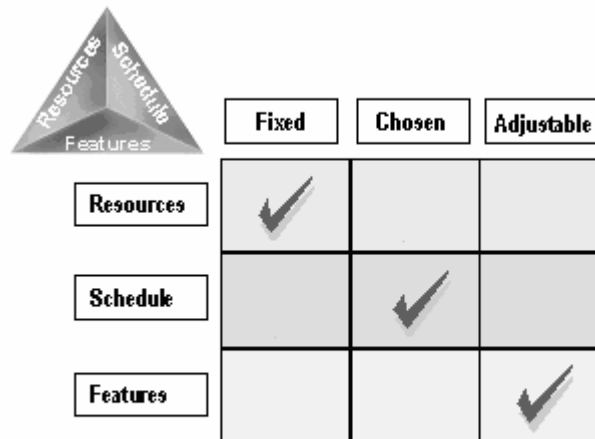 Resources
Schedule
Features
Fixed
Chosen
Adjustable
Resources
Schedule
Features